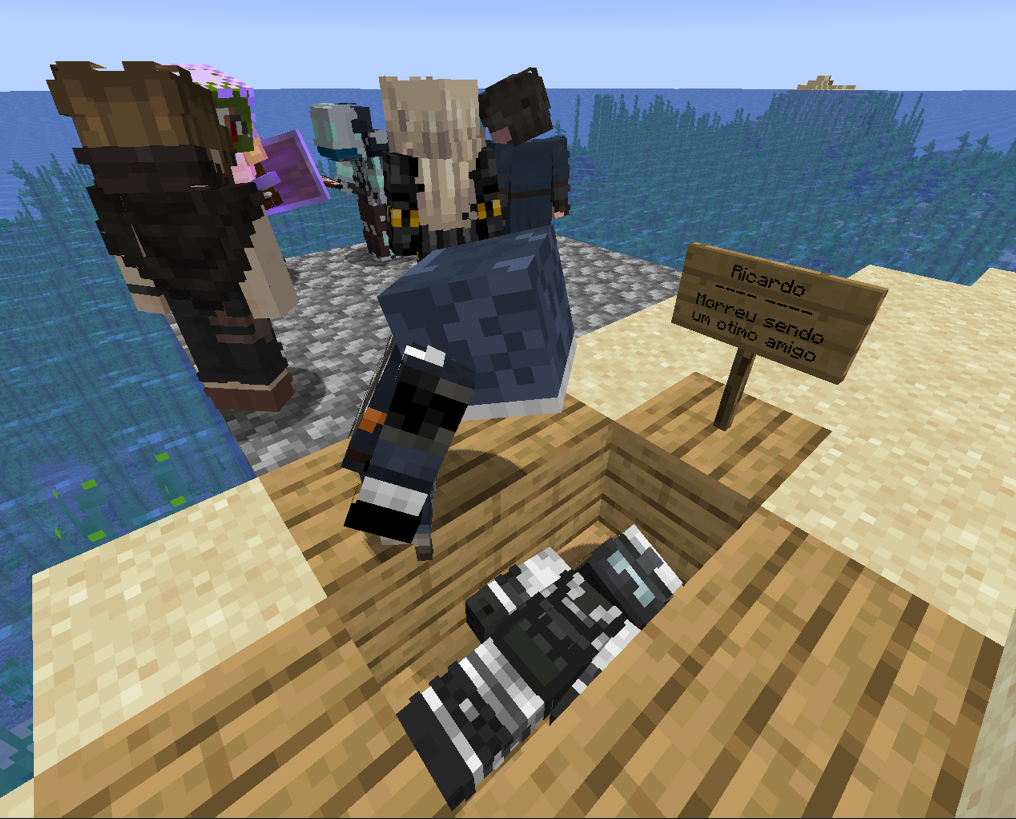 Ricardo
----- -----
Morreu sendo
um otimo amigo